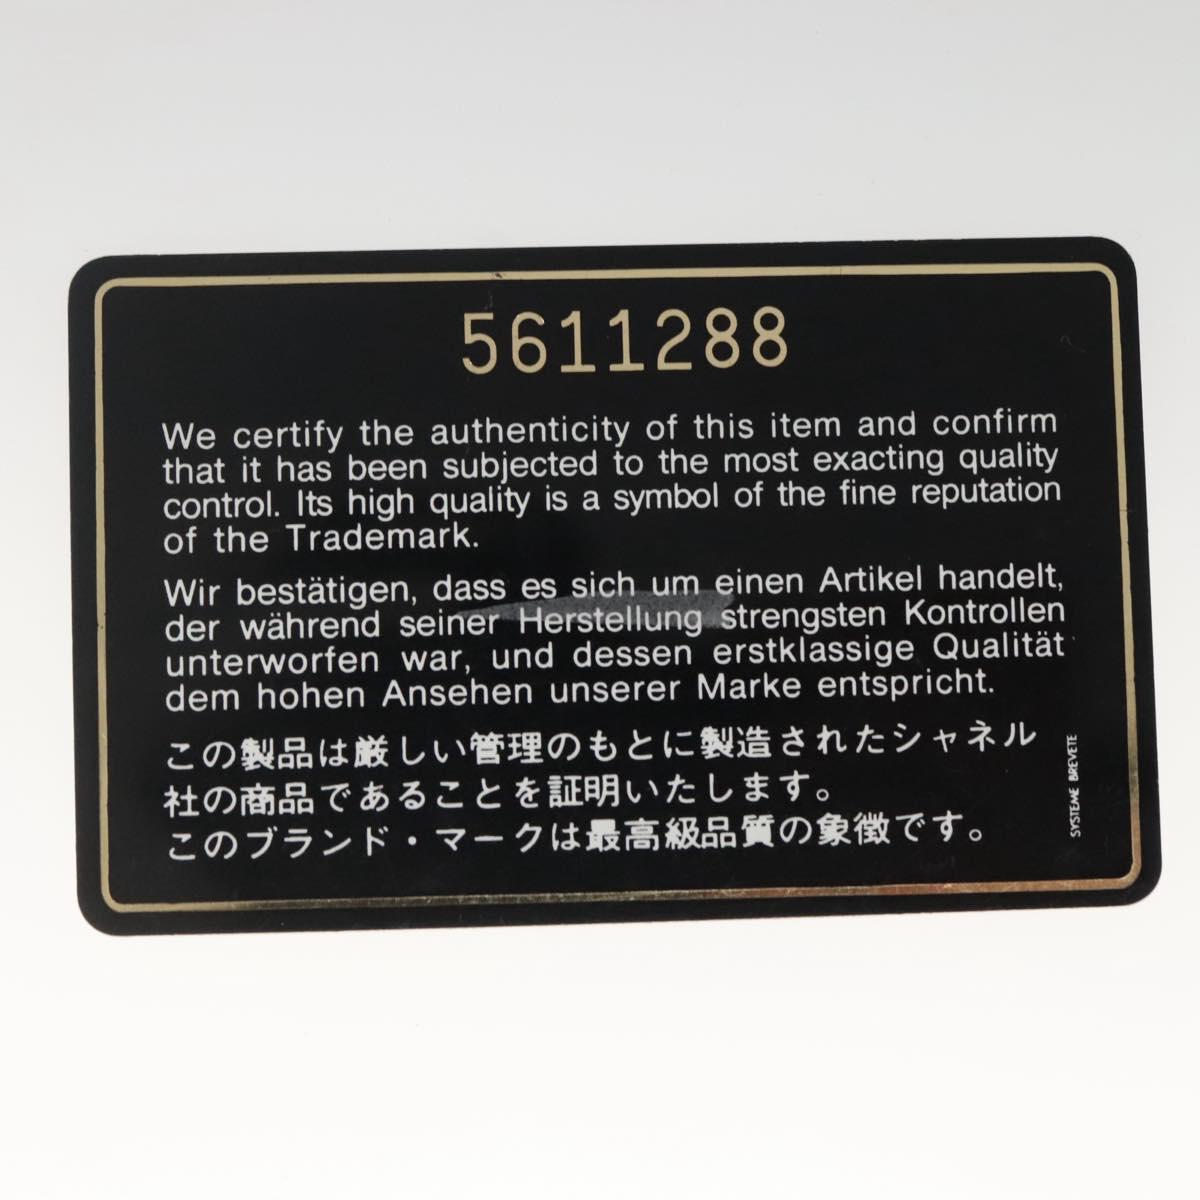 5611288
We certify the authenticity of this item and confirm
that it has been subjected to the most exacting quality
control. Its high quality is a symbol of the fine reputation
of the Trademark.
Wir bestätigen, dass es sich um einen Artikel handelt,
der während seiner Herstellung strengsten Kontrollen
unterworfen war, und dessen erstklassige Qualität
dem hohen Ansehen unserer Marke entspricht.
この製品は厳しい管理のもとに製造されたシャネル
社の商品であることを証明いたします。
このブランド・マークは最高級品質の象徴です。
SYSTEME BREVETE